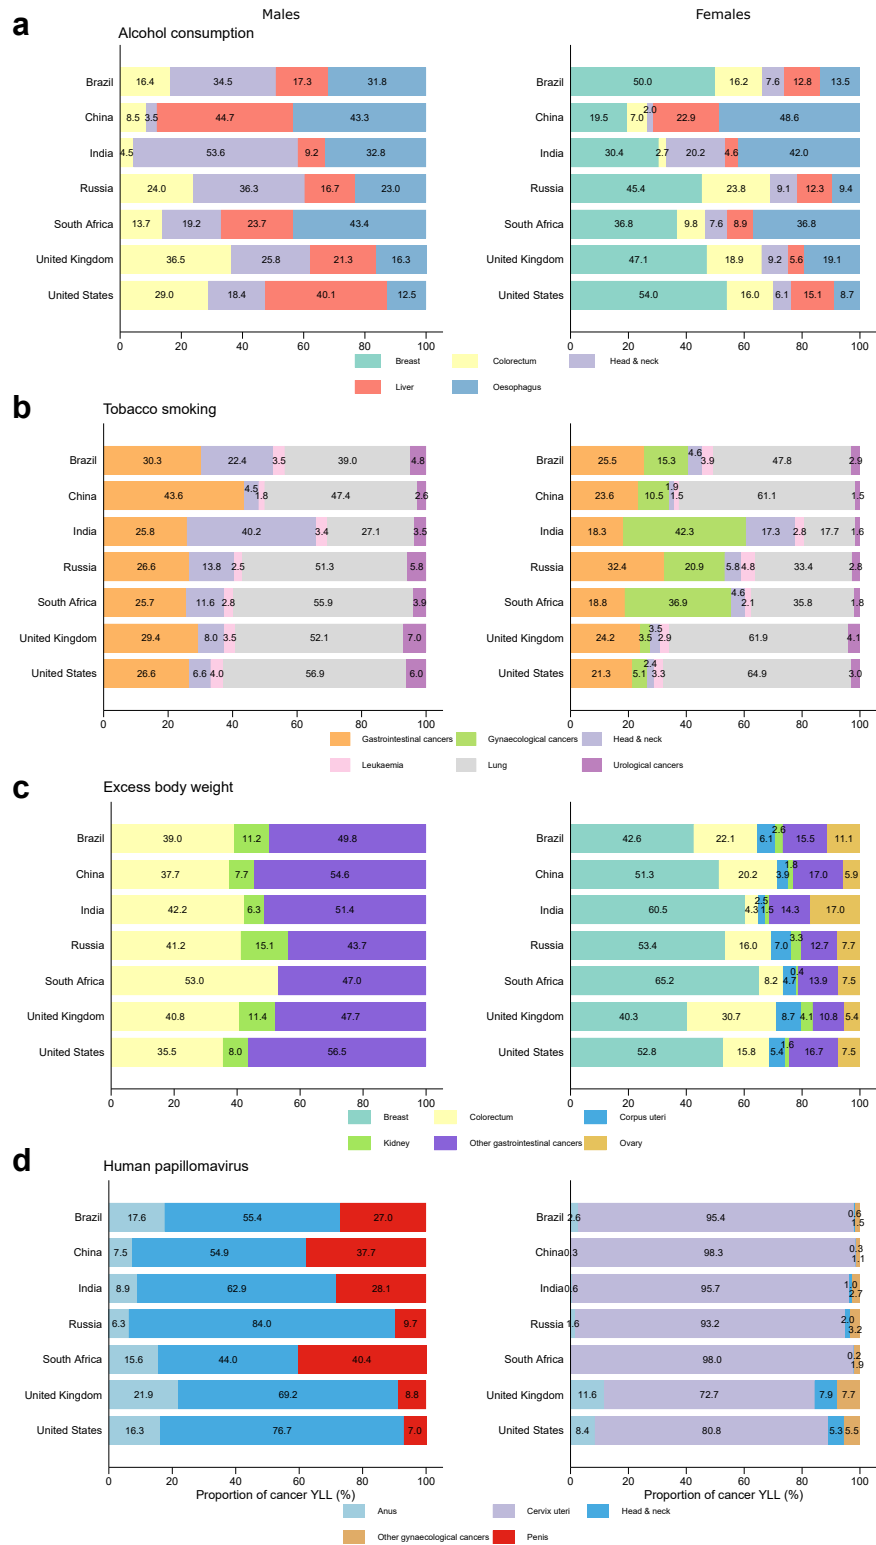 Males Females
a
Alcohol consumption
Brazil 16.4 34.5 17.3 31.8 Brazil 50.0 16.2 7.6 12.8 13.5
China 8.5 3.5 44.7 43.3 China 19.5 7.0 2.0 22.9 48.6
India 4.5 53.6 9.2 32.8 India 30.4 2.7 20.2 4.6 42.0
Russia 24.0 36.3 16.7 23.0 Russia 45.4 23.8 9.1 12.3 9.4
South Africa 13.7 19.2 23.7 43.4 South Africa 36.8 9.8 7.6 8.9 36.8
United Kingdom 36.5 25.8 21.3 16.3 United Kingdom 47.1 18.9 9.2 5.6 19.1
United States 29.0 18.4 40.1 12.5 United States 54.0 16.0 6.1 15.1 8.7
0 20 40 60 80 100 0 20 40 60 80 100
Breast Colorectum Head & neck
Liver Oesophagus
b
Tobacco smoking
Brazil 30.3 22.4 3.5 39.0 4.8 Brazil 25.5 15.3 4.6 3.9 47.8 2.9
China 43.6 4.5 1.8 47.4 2.6 China 23.6 10.5 1.9 1.5 61.1 1.5
India 25.8 40.2 3.4 27.1 3.5 India 18.3 42.3 17.3 2.8 17.7 1.6
Russia 26.6 13.8 2.5 51.3 5.8 Russia 32.4 20.9 5.8 4.8 33.4 2.8
South Africa 25.7 11.6 2.8 55.9 3.9 South Africa 18.8 36.9 4.6 2.1 35.8 1.8
United Kingdom 29.4 8.0 3.5 52.1 7.0 United Kingdom 24.2 3.5 3.5 2.9 61.9 4.1
United States 26.6 6.6 4.0 56.9 6.0 United States 21.3 5.1 2.4 3.3 64.9 3.0
0 20 40 60 80 100 0 20 40 60 80 100
Gastrointestinal cancers Gynaecological cancers Head & neck
Leukaemia Lung Urological cancers
c
Excess body weight
Brazil 39.0 11.2 49.8 Brazil 42.6 22.1 6.1 2.6 15.5 11.1
China 37.7 7.7 54.6 China 51.3 20.2 3.9 1.8 17.0 5.9
India 42.2 6.3 51.4 India 60.5 4.3 2.5 1.5 14.3 17.0
Russia 41.2 15.1 43.7 Russia 53.4 16.0 7.0 3.3 12.7 7.7
South Africa 53.0 47.0 South Africa 65.2 8.2 4.7 0.4 13.9 7.5
United Kingdom 40.8 11.4 47.7 United Kingdom 40.3 30.7 8.7 4.1 10.8 5.4
United States 35.5 8.0 56.5 United States 52.8 15.8 5.4 1.6 16.7 7.5
0 20 40 60 80 100 0 20 40 60 80 100
Breast Colorectum Corpus uteri
Kidney Other gastrointestinal cancers Ovary
d
Human papillomavirus
Brazil 17.6 55.4 27.0 Brazil 2.6 95.4 0.6 1.5
China 7.5 54.9 37.7 China 0.3 98.3 0.3 1.1
India 8.9 62.9 28.1 India 0.6 95.7 1.0 2.7
Russia 6.3 84.0 9.7 Russia 1.6 93.2 2.0 3.2
South Africa 15.6 44.0 40.4 South Africa 98.0 0.2 1.9
United Kingdom 21.9 69.2 8.8 United Kingdom 11.6 72.7 7.9 7.7
United States 16.3 76.7 7.0 United States 8.4 80.8 5.3 5.5
0 20 40 60 80 100 0 20 40 60 80 100
Proportion of cancer YLL (%) Proportion of cancer YLL (%)
Anus Cervix uteri Head & neck
Other gynaecological cancers Penis